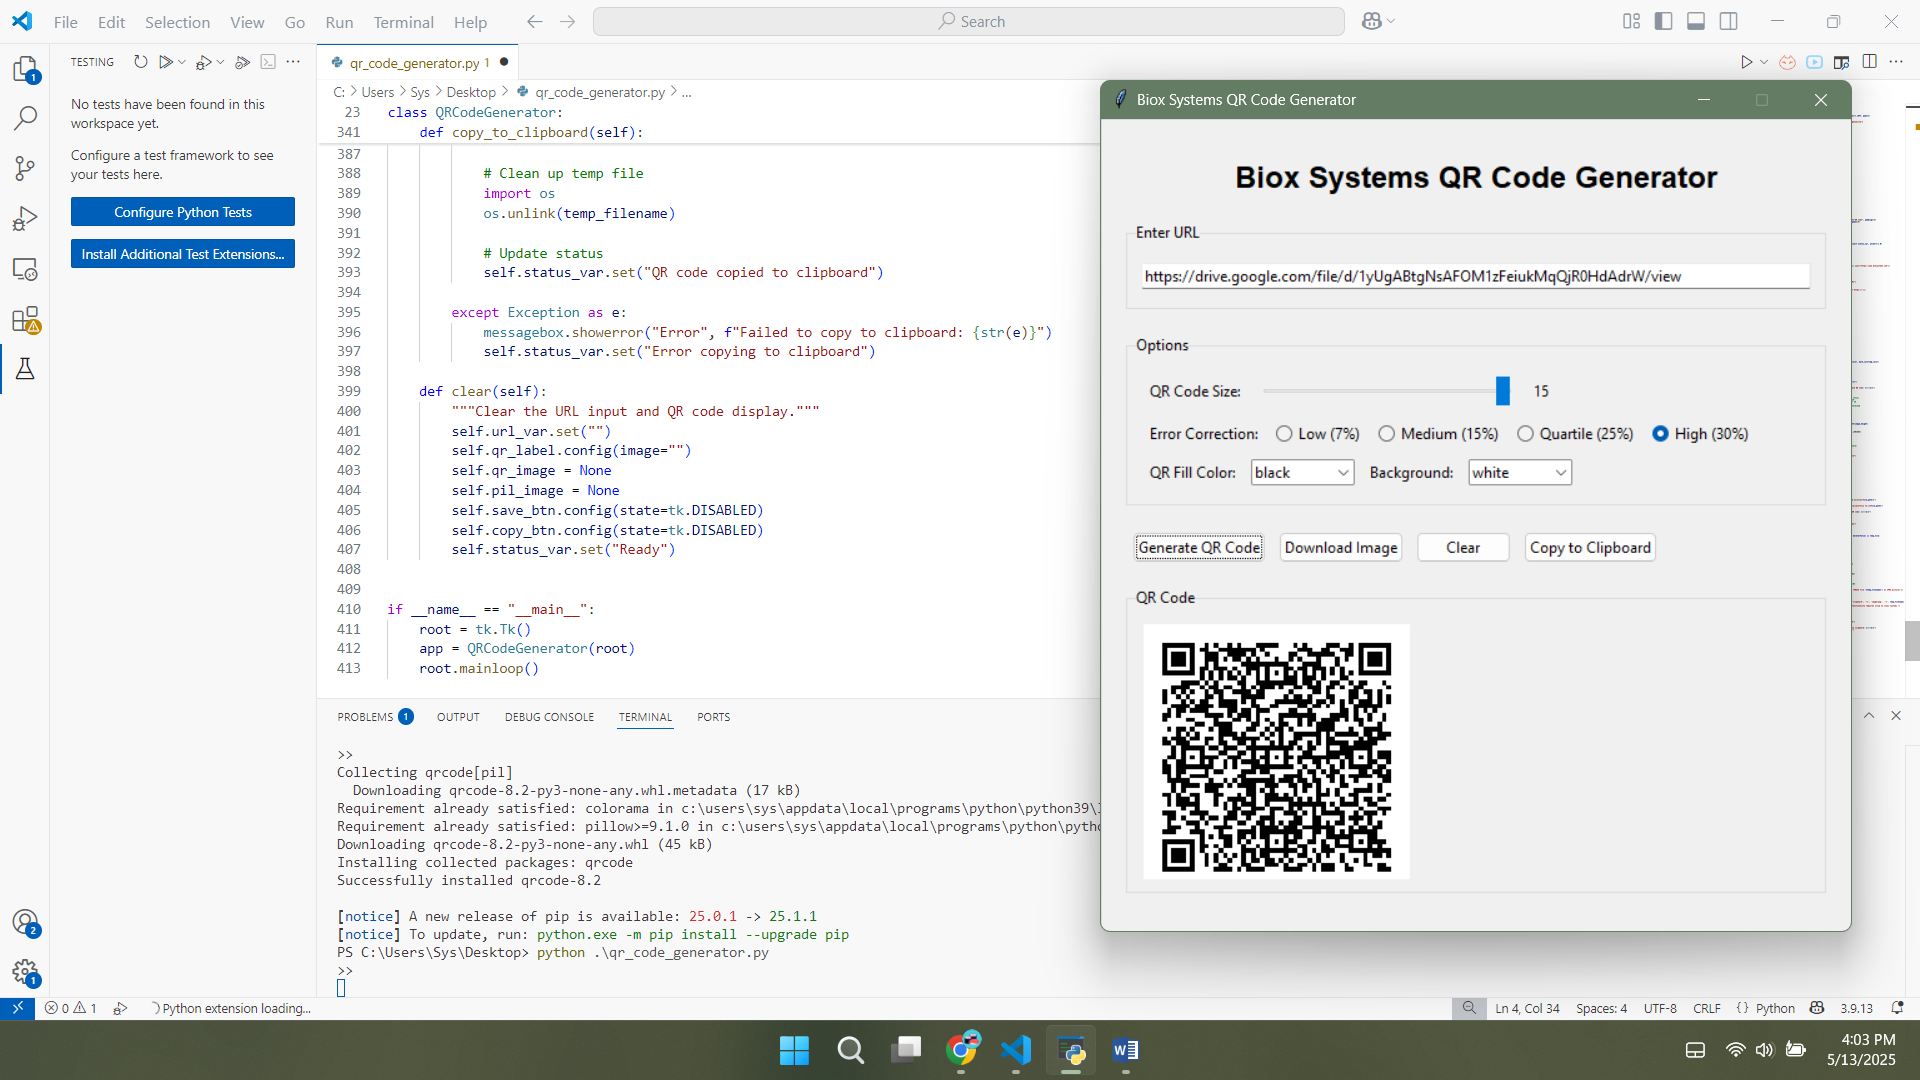 File Edit Selection View Go Run Terminal Help
Search
TESTING
No tests have been found in this
workspace yet.
Configure a test framework to see
your tests here.
Configure Python Tests
Install Additional Test Extensions...
1
2
1
qr_code_generator.py 1
C: > Users > Sys > Desktop > qr_code_generator.py > ...
23 class QRCodeGenerator:
341 def copy_to_clipboard(self):
387
388 # Clean up temp file
389 import os
390 os.unlink(temp_filename)
391
392 # Update status
393 self.status_var.set("QR code copied to clipboard")
394
395 except Exception as e:
396 messagebox.showerror("Error", f"Failed to copy to clipboard: {str(e)}")
397 self.status_var.set("Error copying to clipboard")
398
399 def clear(self):
400 """Clear the URL input and QR code display."""
401 self.url_var.set("")
402 self.qr_label.config(image="")
403 self.qr_image = None
404 self.pil_image = None
405 self.save_btn.config(state=tk.DISABLED)
406 self.copy_btn.config(state=tk.DISABLED)
407 self.status_var.set("Ready")
408
409
410 if __name__ == "__main__":
411 root = tk.Tk()
412 app = QRCodeGenerator(root)
413 root.mainloop()
PROBLEMS 1 OUTPUT DEBUG CONSOLE TERMINAL PORTS
>>
Collecting qrcode[pil]
Downloading qrcode-8.2-py3-none-any.whl.metadata (17 kB)
Requirement already satisfied: colorama in c:\users\sys\appdata\local\programs\python\python39\
Requirement already satisfied: pillow>=9.1.0 in c:\users\sys\appdata\local\programs\python\
Downloading qrcode-8.2-py3-none-any.whl (45 kB)
Installing collected packages: qrcode
Successfully installed qrcode-8.2
[notice] A new release of pip is available: 25.0.1 -> 25.1.1
[notice] To update, run: python.exe -m pip install --upgrade pip
PS C:\Users\Sys\Desktop> python .\qr_code_generator.py
>>
Biox Systems QR Code Generator
Biox Systems QR Code Generator
Enter URL
https://drive.google.com/file/d/1yUgABtgNsAFOM1zFeiukMqQjR0HdAdrW/view
Options
QR Code Size: 15
Error Correction: Low (7%) Medium (15%) Quartile (25%) High (30%)
QR Fill Color: black Background: white
Generate QR Code Download Image Clear Copy to Clipboard
QR Code
0 1 Python extension loading... Ln 4, Col 34 Spaces: 4 UTF-8 CRLF {} Python 3.9.13
4:03 PM
5/13/2025